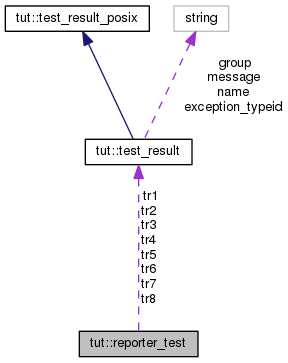 tut::test_result_posix
string
group
message
name
exception_typeid
tut::test_result
tr1
tr2
tr3
tr4
tr5
tr6
tr7
tr8
tut::reporter_test